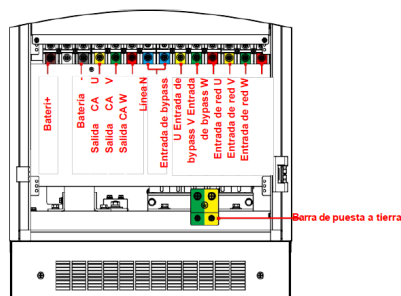 Bateri+
Batería -
Salida CA U
Salida CA V
Salida CA W
Línea N
Entrada de bypass
U Entrada de
bypass V Entrada
de bypass W
Entrada de red U
Entrada de red V
Entrada de red W
Barra de puesta a tierra